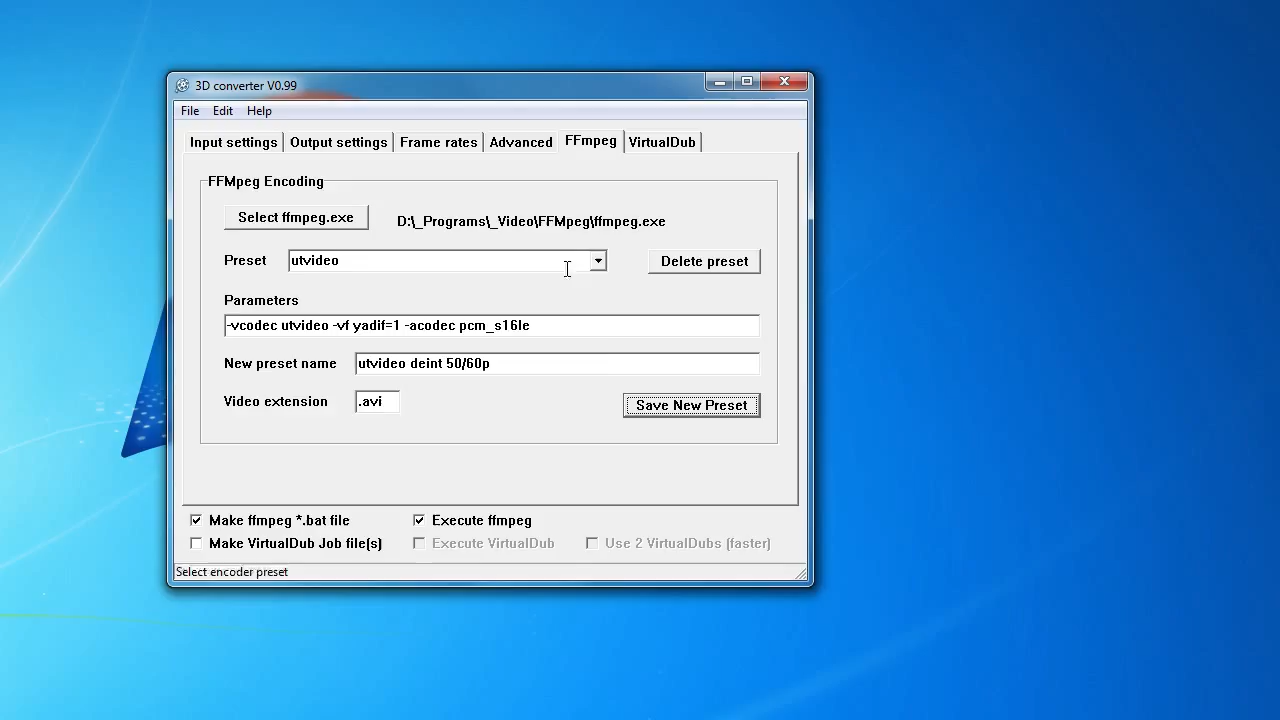 3D converter V0.99
File Edit Help
Input settings Output settings Frame rates Advanced FFmpeg VirtualDub
FFMpeg Encoding
Select ffmpeg.exe D:\_Programs\_Video\FFMpeg\ffmpeg.exe
Preset utvideo Delete preset
Parameters
-vcodec utvideo -vf yadif=1 -acodec pcm_s16le
New preset name utvideo deint 50/60p
Video extension .avi Save New Preset
Make ffmpeg *.bat file Execute ffmpeg
Make VirtualDub Job file(s) Execute VirtualDub Use 2 VirtualDubs (faster)
Select encoder preset